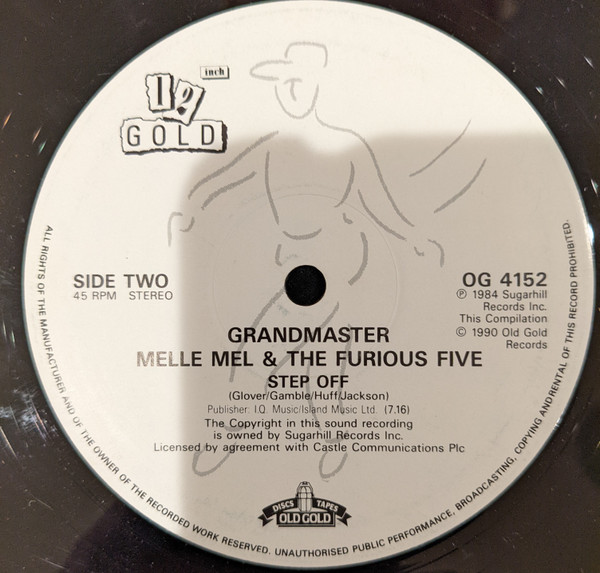 12 inch
GOLD
SIDE TWO
45 RPM STEREO
OG 4152
℗ 1984 Sugarhill
Records Inc.
This Compilation
© 1990 Old Gold
Records
GRANDMASTER
MELLE MEL & THE FURIOUS FIVE
STEP OFF
(Glover/Gamble/Huff/Jackson)
Publisher: I.Q. Music/Island Music Ltd. (7.16)
The Copyright in this sound recording
is owned by Sugarhill Records Inc.
Licensed by agreement with Castle Communications Plc
DISCS TAPES
OLD GOLD
ALL RIGHTS OF THE MANUFACTURER AND OF THE OWNER OF THE RECORDED WORK RESERVED. UNAUTHORISED PUBLIC PERFORMANCE, BROADCASTING, COPYING AND RENTAL OF THIS RECORD PROHIBITED.